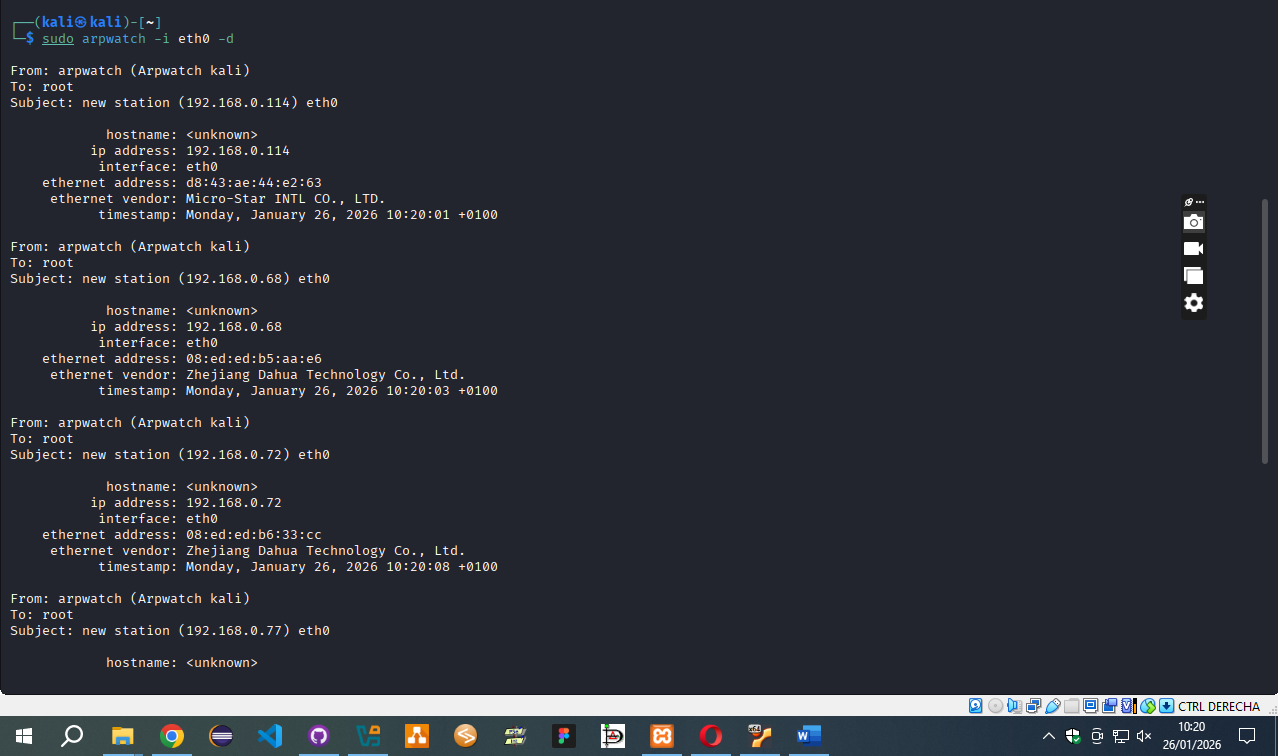 ┌──(kali㉿kali)-[~]
└─$ sudo arpwatch -i eth0 -d
From: arpwatch (Arpwatch kali)
To: root
Subject: new station (192.168.0.114) eth0
hostname: <unknown>
ip address: 192.168.0.114
interface: eth0
ethernet address: d8:43:ae:44:e2:63
ethernet vendor: Micro-Star INTL CO., LTD.
timestamp: Monday, January 26, 2026 10:20:01 +0100
From: arpwatch (Arpwatch kali)
To: root
Subject: new station (192.168.0.68) eth0
hostname: <unknown>
ip address: 192.168.0.68
interface: eth0
ethernet address: 08:ed:ed:b5:aa:e6
ethernet vendor: Zhejiang Dahua Technology Co., Ltd.
timestamp: Monday, January 26, 2026 10:20:03 +0100
From: arpwatch (Arpwatch kali)
To: root
Subject: new station (192.168.0.72) eth0
hostname: <unknown>
ip address: 192.168.0.72
interface: eth0
ethernet address: 08:ed:ed:b6:33:cc
ethernet vendor: Zhejiang Dahua Technology Co., Ltd.
timestamp: Monday, January 26, 2026 10:20:08 +0100
From: arpwatch (Arpwatch kali)
To: root
Subject: new station (192.168.0.77) eth0
hostname: <unknown>
CTRL DERECHA
10:20
26/01/2026